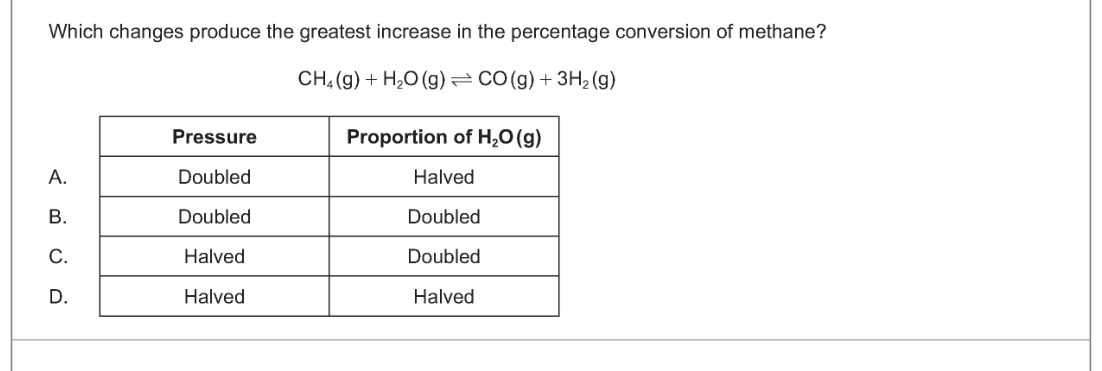 Which changes produce the greatest increase in the percentage conversion of methane?
CH₄(g) + H₂O(g) ⇌ CO(g) + 3H₂(g)
Pressure Proportion of H₂O(g)
A. Doubled Halved
B. Doubled Doubled
C. Halved Doubled
D. Halved Halved